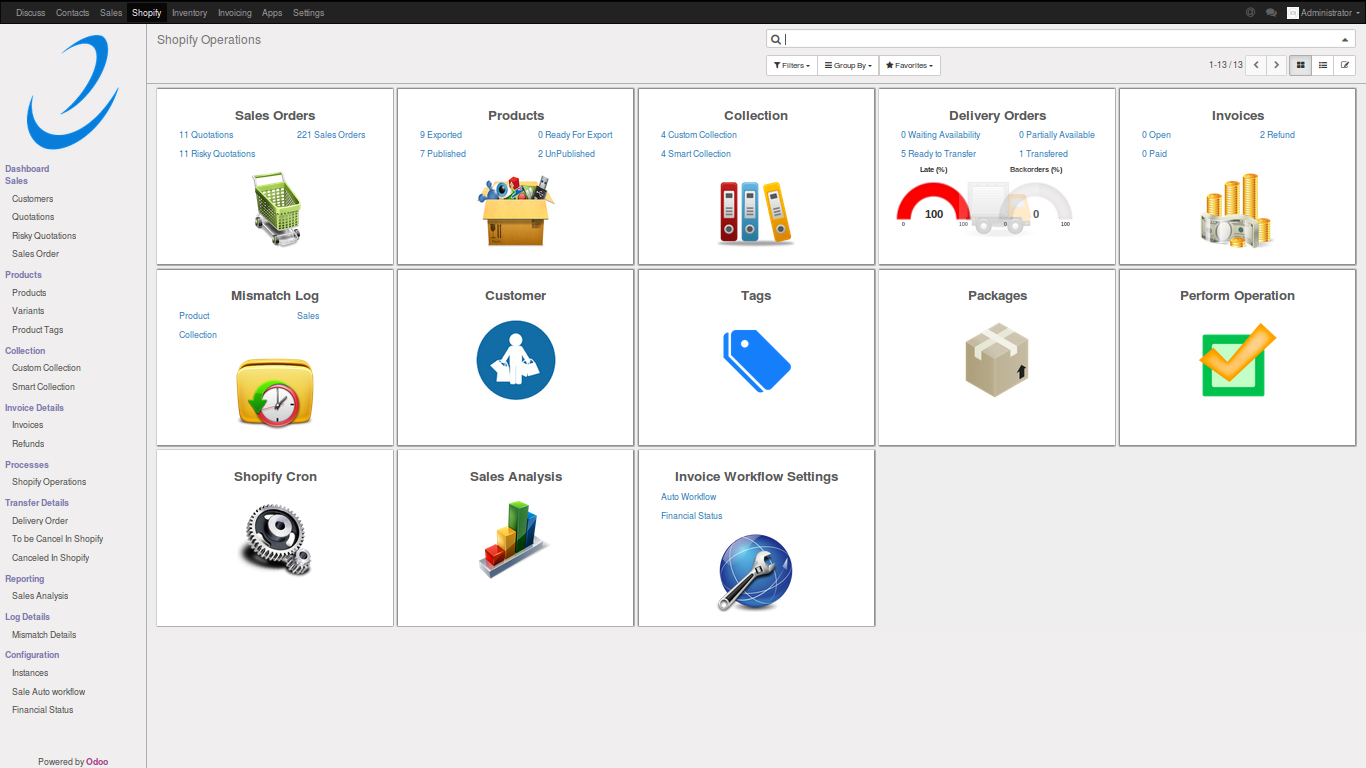 Discuss Contacts Sales Shopify Inventory Invoicing Apps Settings @ Administrator
Shopify Operations
Filters Group By Favorites
1-13 / 13
Dashboard
Sales
Customers
Quotations
Risky Quotations
Sales Order
Products
Products
Variants
Product Tags
Collection
Custom Collection
Smart Collection
Invoice Details
Invoices
Refunds
Processes
Shopify Operations
Transfer Details
Delivery Order
To be Cancel In Shopify
Canceled In Shopify
Reporting
Sales Analysis
Log Details
Mismatch Details
Configuration
Instances
Sale Auto workflow
Financial Status
Powered by Odoo
Sales Orders
11 Quotations 221 Sales Orders
11 Risky Quotations
Products
9 Exported 0 Ready For Export
7 Published 2 UnPublished
Collection
4 Custom Collection
4 Smart Collection
Delivery Orders
0 Waiting Availability 0 Partially Available
5 Ready to Transfer 1 Transfered
Late (%) Backorders (%)
100 0
0 100 0 100
Invoices
0 Open 2 Refund
0 Paid
Mismatch Log
Product Sales
Collection
Customer
Tags
Packages
Perform Operation
Shopify Cron
Sales Analysis
Invoice Workflow Settings
Auto Workflow
Financial Status